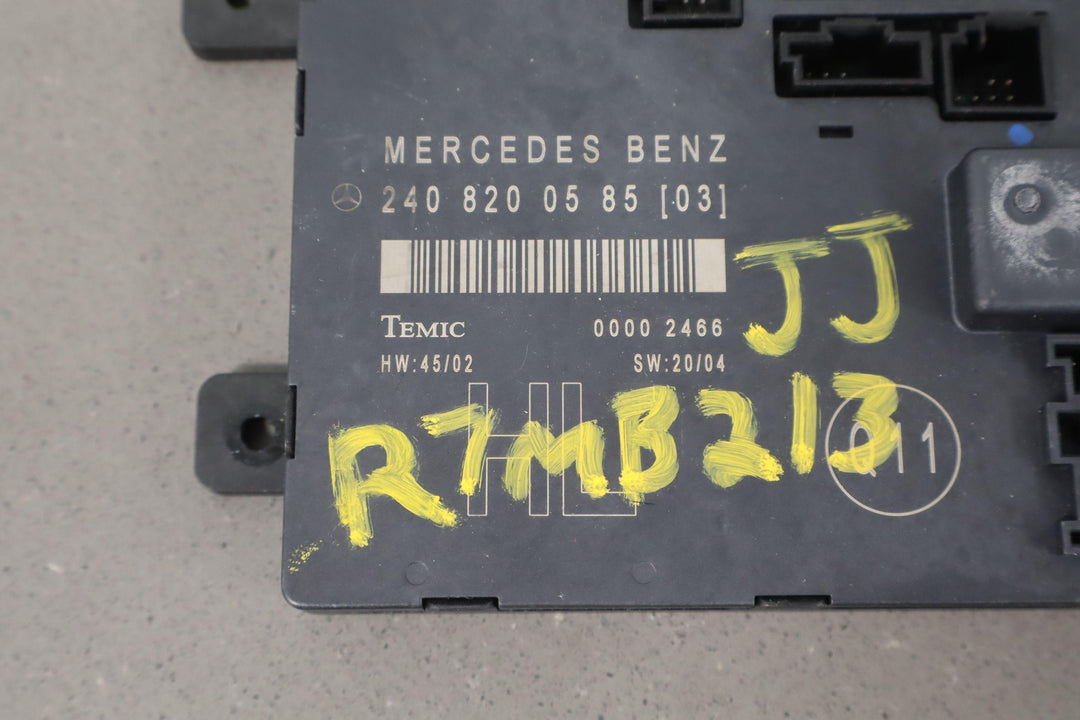 MERCEDES BENZ
240 820 05 85 [03]
JJ
TEMIC 0000 2466
HW:45/02 SW:20/04
HL
R7MB213
Q11